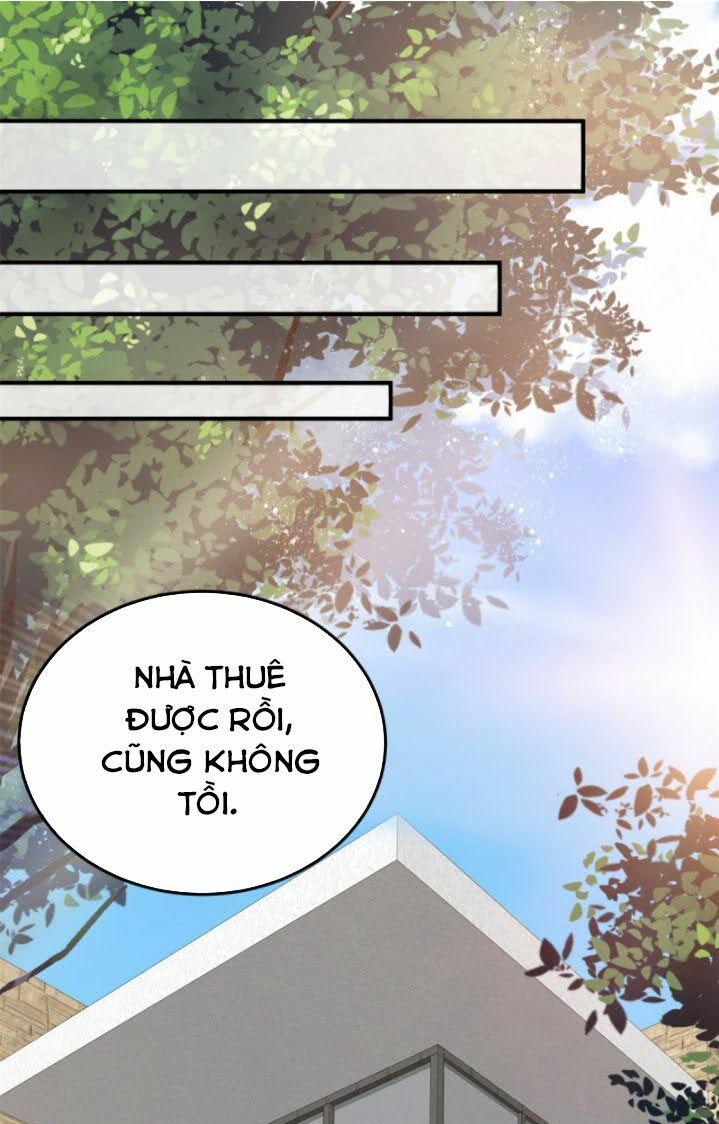 NHÀ THUÊ
ĐƯỢC RỒI,
CŨNG KHÔNG
TỒI.